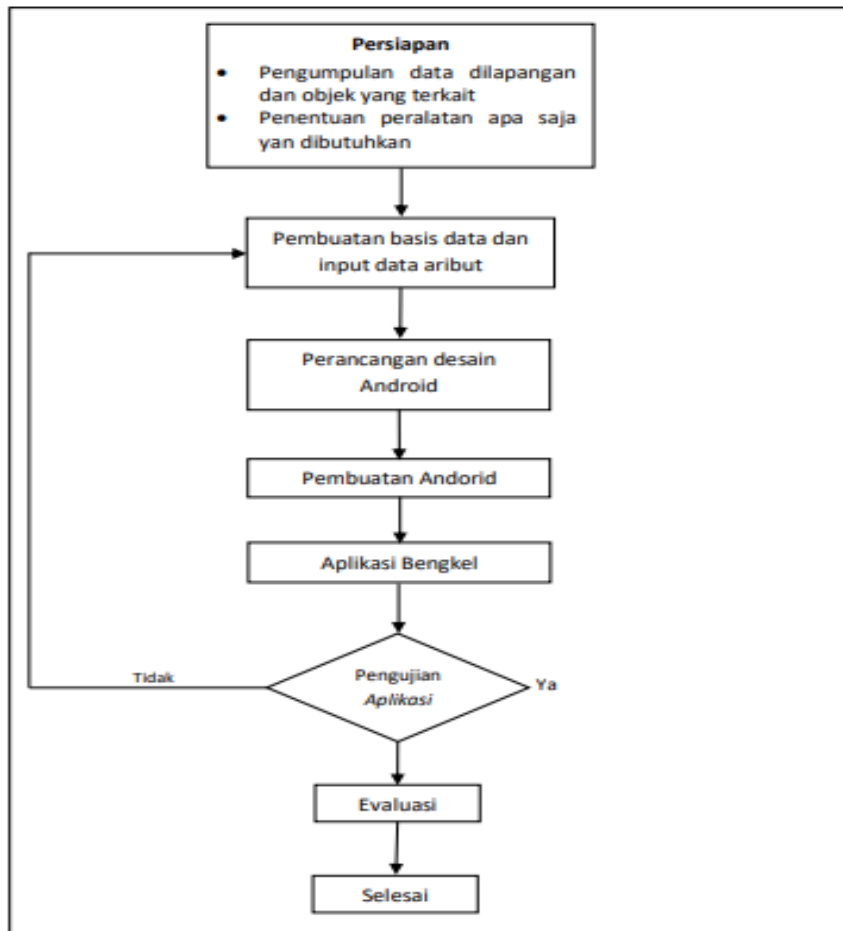 Persiapan
• Pengumpulan data dilapangan
dan objek yang terkait
• Penentuan peralatan apa saja
yan dibutuhkan
Pembuatan basis data dan
input data aribut
Perancangan desain
Android
Pembuatan Andorid
Aplikasi Bengkel
Tidak
Pengujian
Aplikasi
Ya
Evaluasi
Selesai